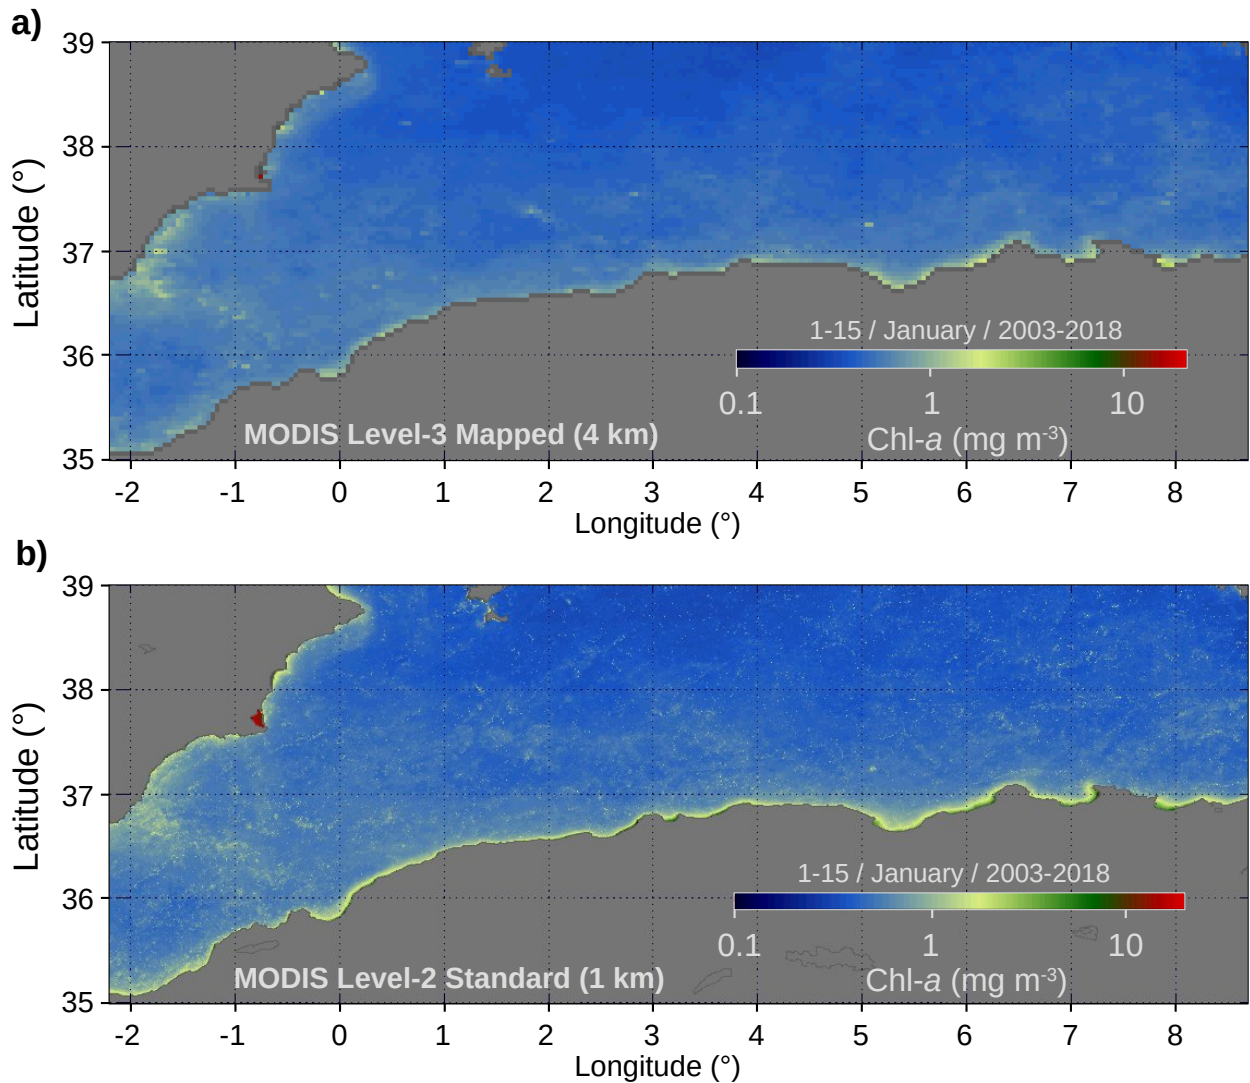 a)
39
38
37
36
35
Latitude (°)
1-15 / January / 2003-2018
0.1 1 10
Chl-a (mg m-3)
MODIS Level-3 Mapped (4 km)
-2 -1 0 1 2 3 4 5 6 7 8
Longitude (°)
b)
39
38
37
36
35
Latitude (°)
1-15 / January / 2003-2018
0.1 1 10
Chl-a (mg m-3)
MODIS Level-2 Standard (1 km)
-2 -1 0 1 2 3 4 5 6 7 8
Longitude (°)